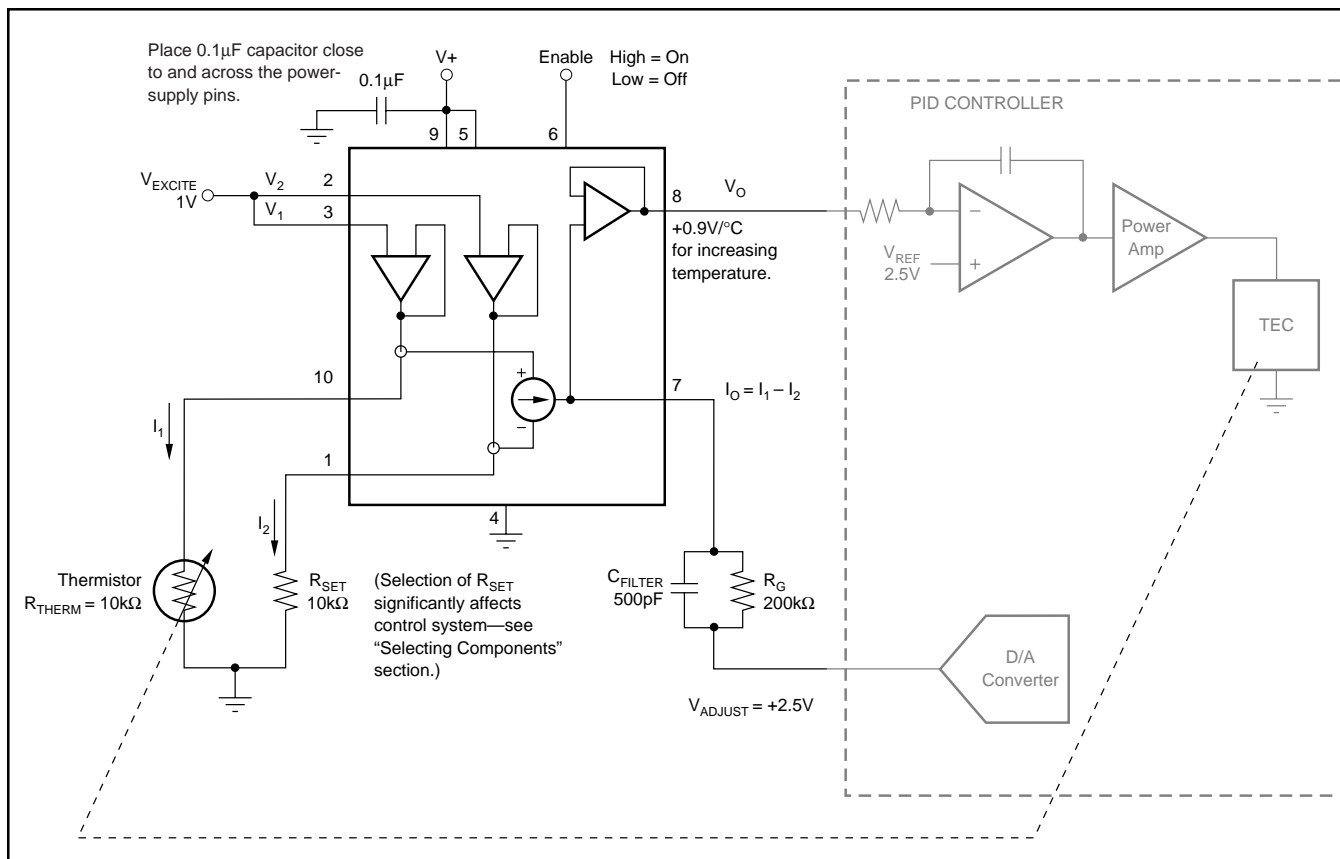 Place 0.1μF capacitor close
to and across the power-
supply pins.
V+
0.1μF
Enable
High = On
Low = Off
9
5
6
PID CONTROLLER
V_EXCITE
1V
V_2
2
V_1
3
8
V_O
+0.9V/°C
for increasing
temperature.
−
+
V_REF
2.5V
Power
Amp
TEC
+
−
10
7
I_O = I_1 – I_2
I_1
1
I_2
4
Thermistor
R_THERM = 10kΩ
R_SET
10kΩ
(Selection of R_SET
significantly affects
control system—see
“Selecting Components”
section.)
C_FILTER
500pF
R_G
200kΩ
D/A
Converter
V_ADJUST = +2.5V